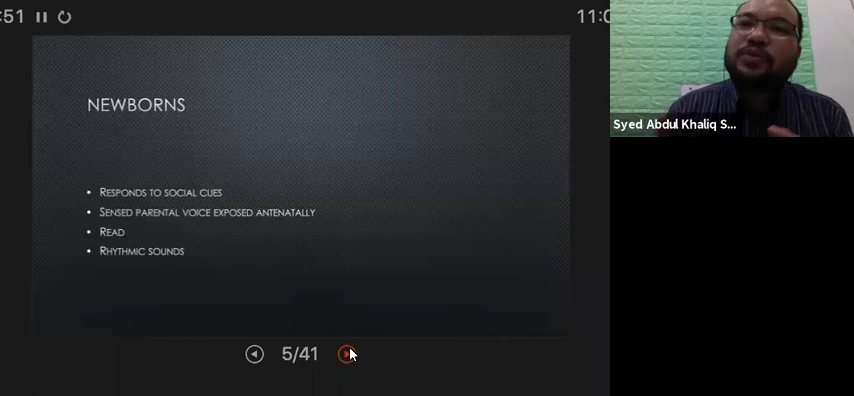 :51
11:0
NEWBORNS
• RESPONDS TO SOCIAL CUES
• SENSED PARENTAL VOICE EXPOSED ANTENATALLY
• READ
• RHYTHMIC SOUNDS
5/41
Syed Abdul Khaliq S...